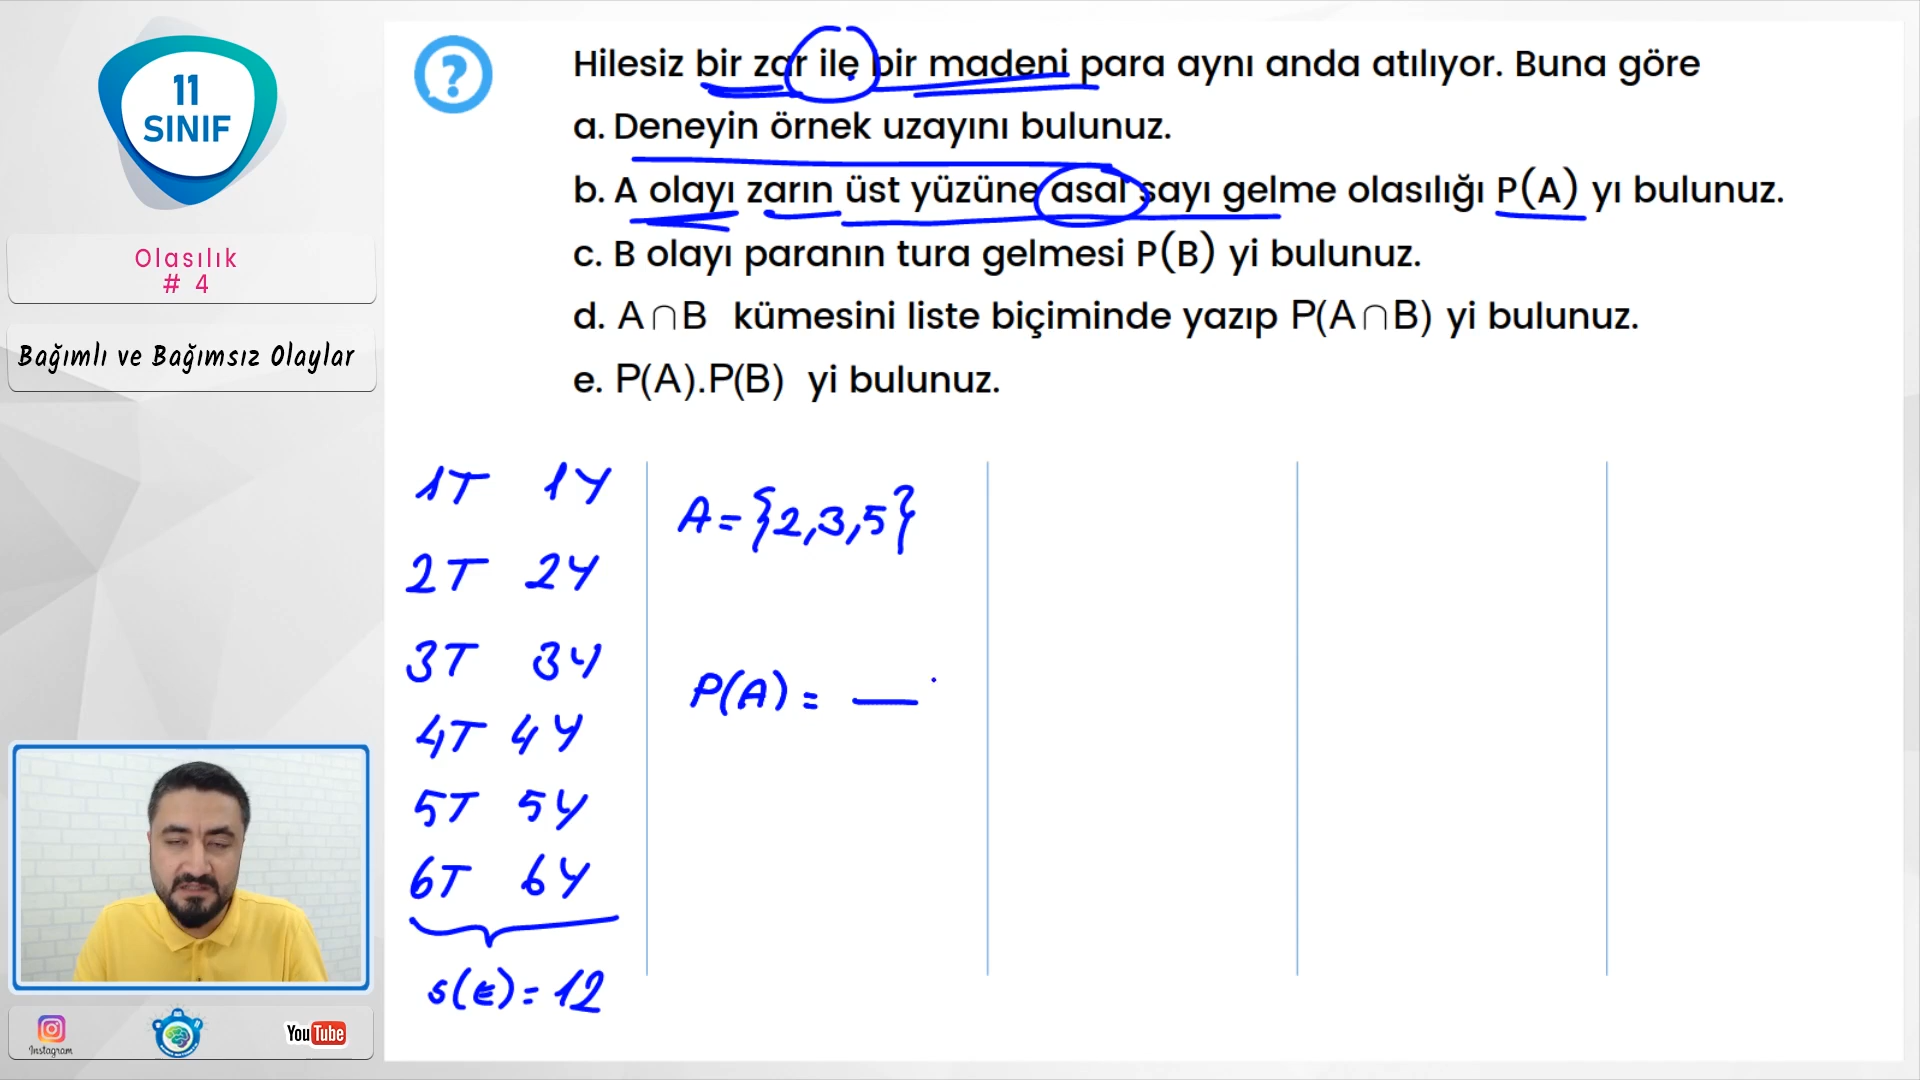 11
SINIF
Olasılık
# 4
Bağımlı ve Bağımsız Olaylar
Hilesiz bir zar ile bir madeni para aynı anda atılıyor. Buna göre
a. Deneyin örnek uzayını bulunuz.
b. A olayı zarın üst yüzüne asal sayı gelme olasılığı P(A) yı bulunuz.
c. B olayı paranın tura gelmesi P(B) yi bulunuz.
d. A∩B kümesini liste biçiminde yazıp P(A∩B) yi bulunuz.
e. P(A).P(B) yi bulunuz.
1T 1Y
2T 2Y
3T 3Y
4T 4Y
5T 5Y
6T 6Y
s(E) = 12
A = {2,3,5}
P(A) = —
Instagram
YouTube